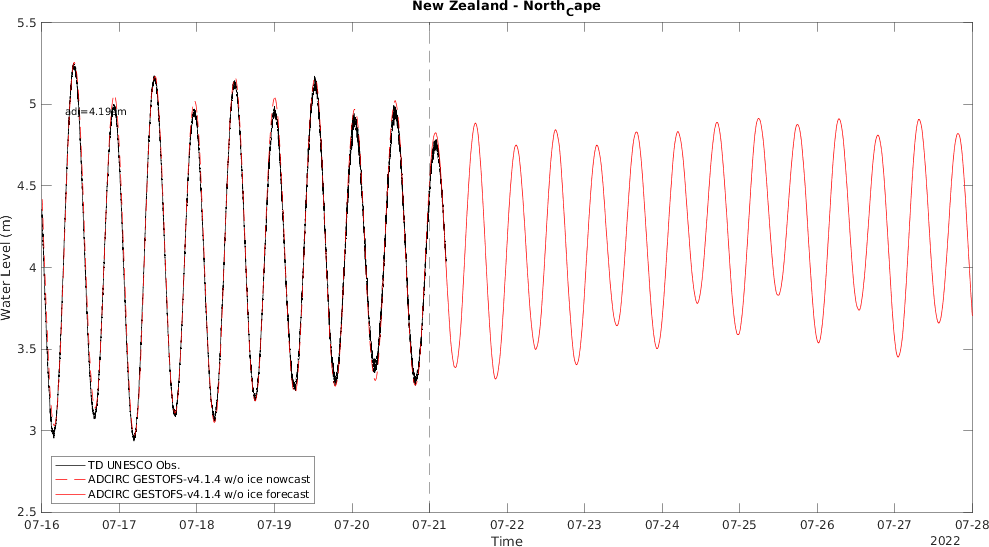 New Zealand - NorthCape
5.5
5
4.5
4
3.5
3
2.5
Water Level (m)
TD UNESCO Obs.
ADCIRC GESTOFS-v4.1.4 w/o ice nowcast
ADCIRC GESTOFS-v4.1.4 w/o ice forecast
07-16 07-17 07-18 07-19 07-20 07-21 07-22 07-23 07-24 07-25 07-26 07-27 07-28
Time
2022